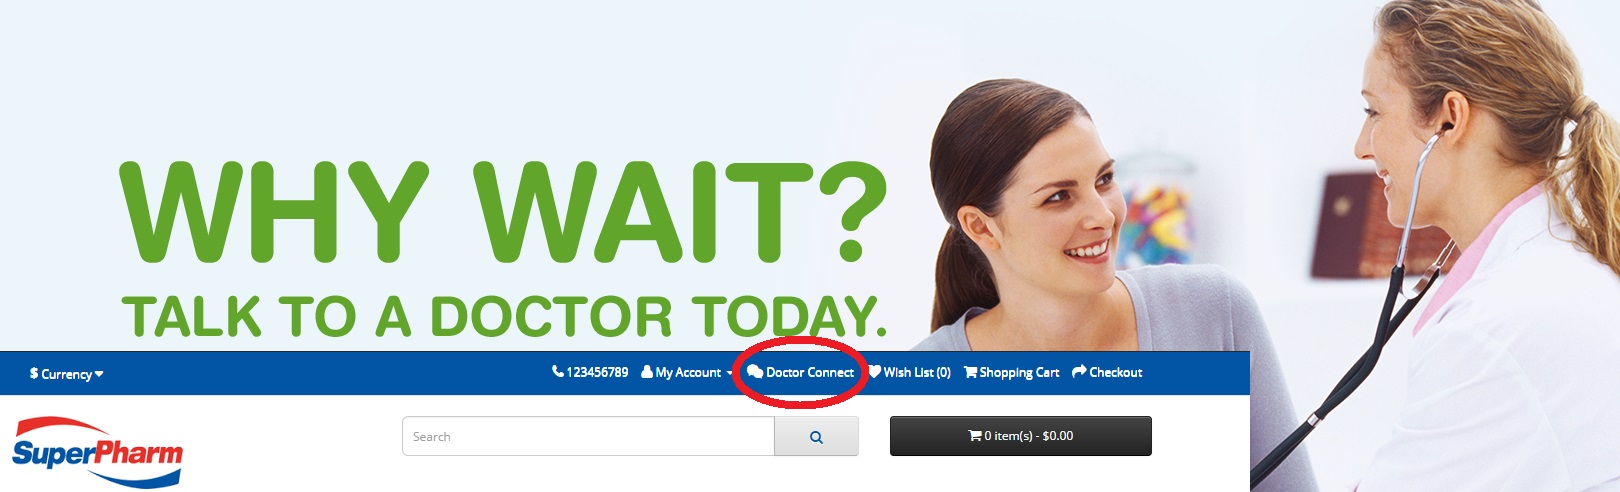 WHY WAIT?
TALK TO A DOCTOR TODAY.
$ Currency 123456789 My Account Doctor Connect Wish List (0) Shopping Cart Checkout
SuperPharm Search 0 item(s) - $0.00